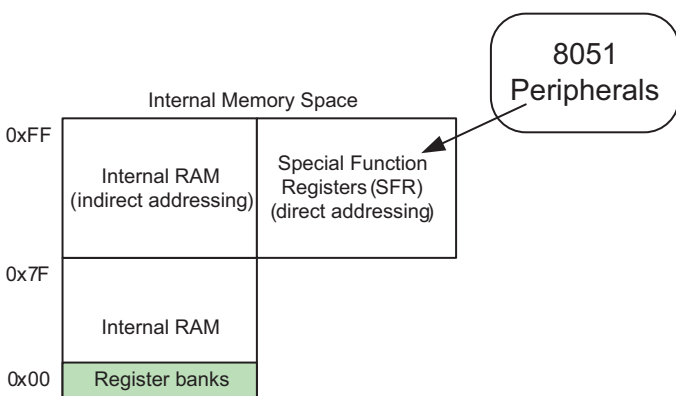 8051
Peripherals
Internal Memory Space
0xFF
Internal RAM
(indirect addressing)
Special Function
Registers (SFR)
(direct addressing)
0x7F
Internal RAM
0x00
Register banks